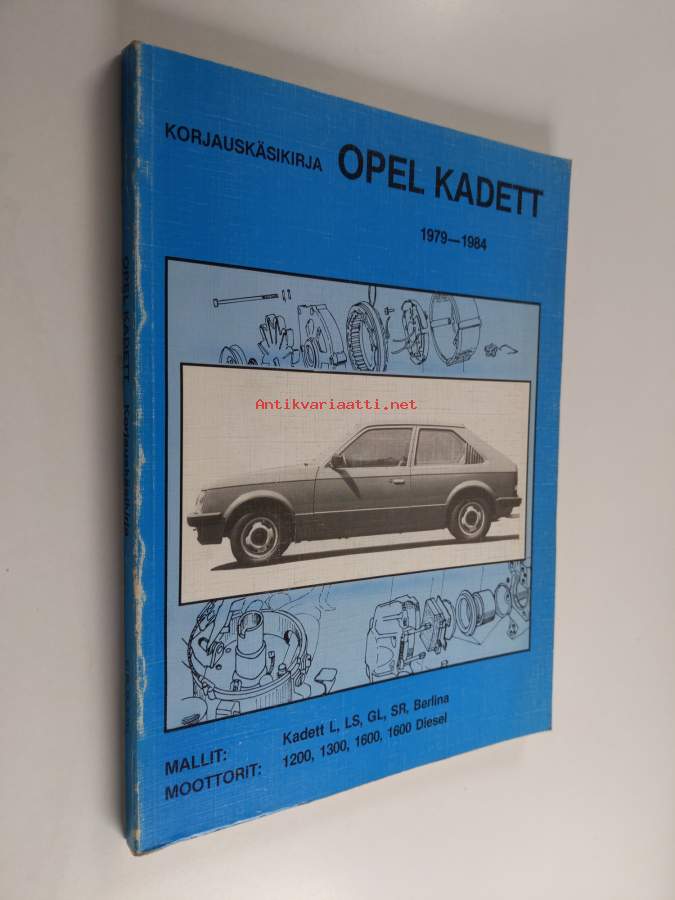 KORJAUSKÄSIKIRJA OPEL KADETT
1979—1984
Antikvariaatti.net
MALLIT: Kadett L, LS, GL, SR, Berlina
MOOTTORIT: 1200, 1300, 1600, 1600 Diesel
OPEL KADETT Korjauskäsikirja